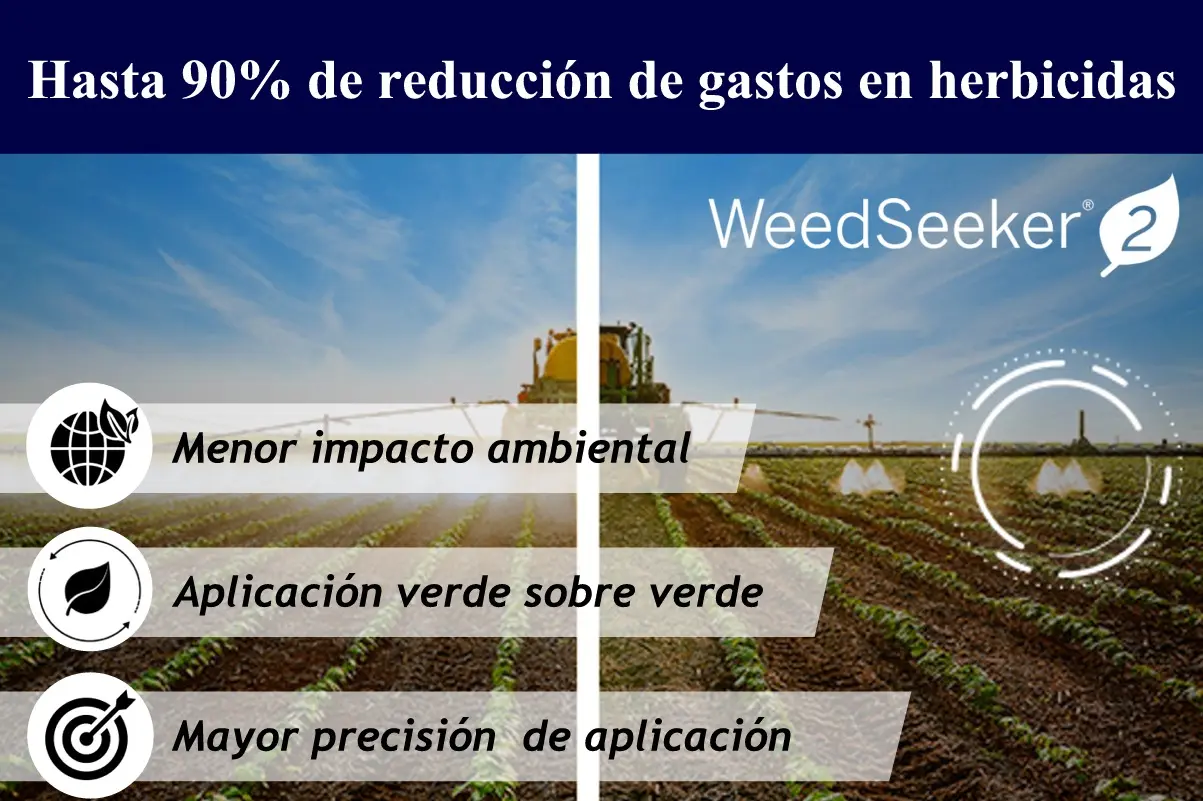 Hasta 90% de reducción de gastos en herbicidas
WeedSeeker® 2
Menor impacto ambiental
Aplicación verde sobre verde
Mayor precisión de aplicación